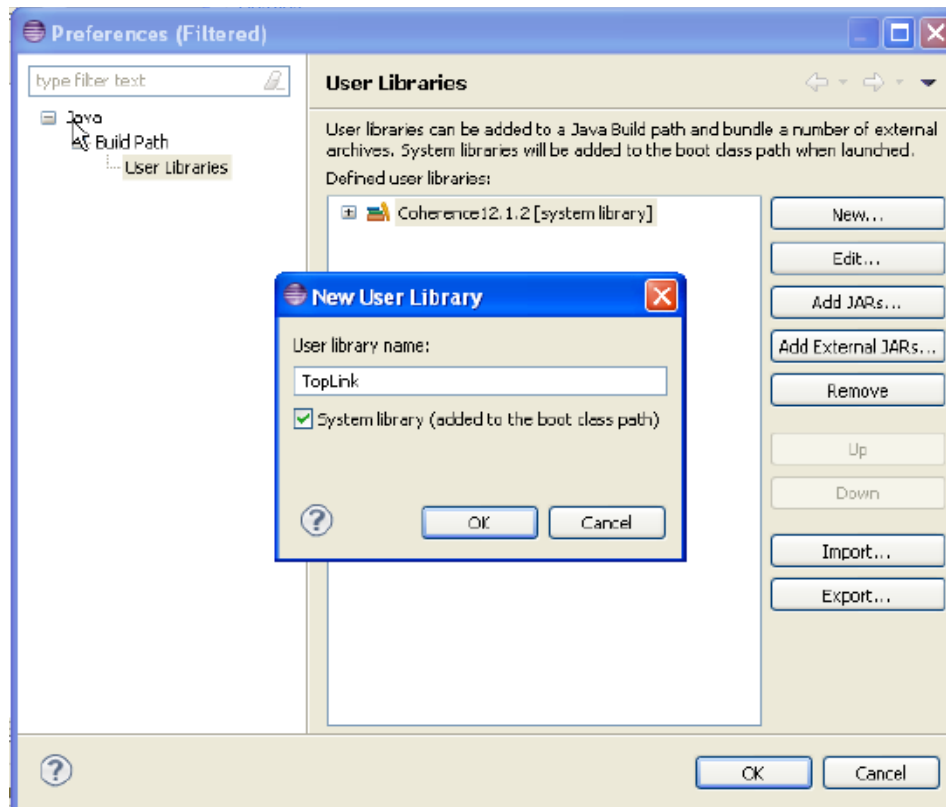 Preferences (Filtered)
type filter text
Java
Build Path
User Libraries
User Libraries
User libraries can be added to a Java Build path and bundle a number of external
archives. System libraries will be added to the boot class path when launched.
Defined user libraries:
Coherence12.1.2 [system library]
New...
Edit...
Add JARs...
Add External JARs...
Remove
Up
Down
Import...
Export...
New User Library
User library name:
TopLink
System library (added to the boot class path)
?
OK
Cancel
?
OK
Cancel